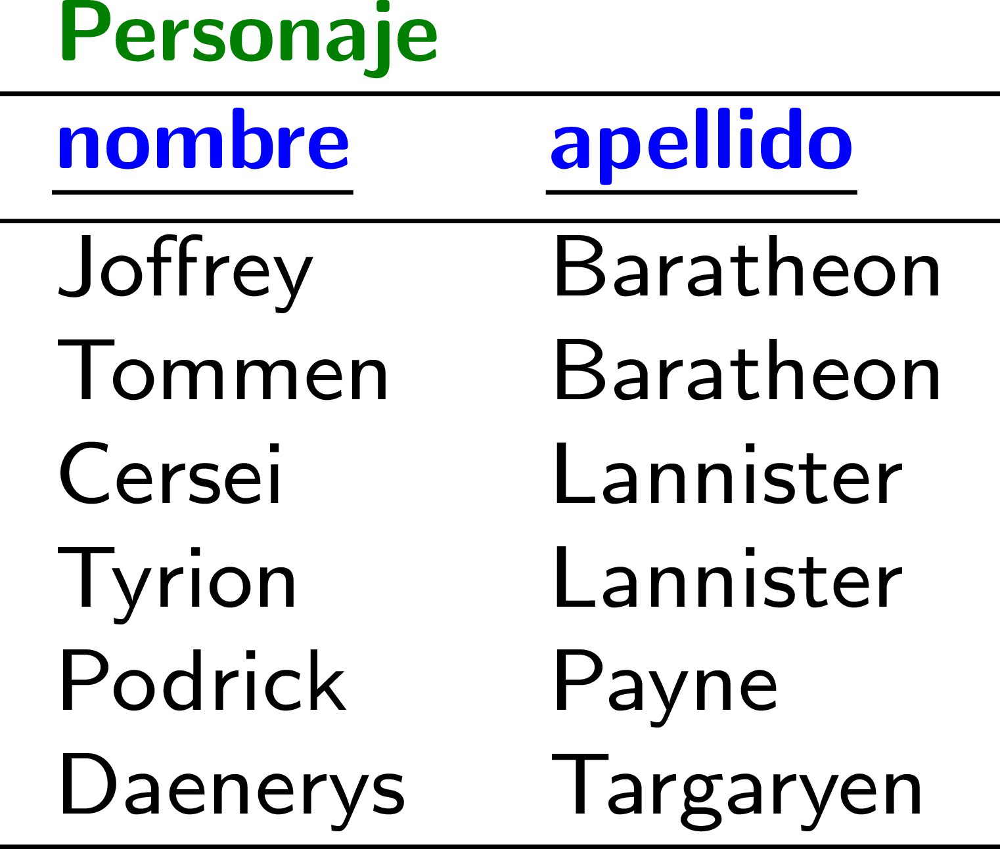 Personaje
nombre apellido
Joffrey Baratheon
Tommen Baratheon
Cersei Lannister
Tyrion Lannister
Podrick Payne
Daenerys Targaryen